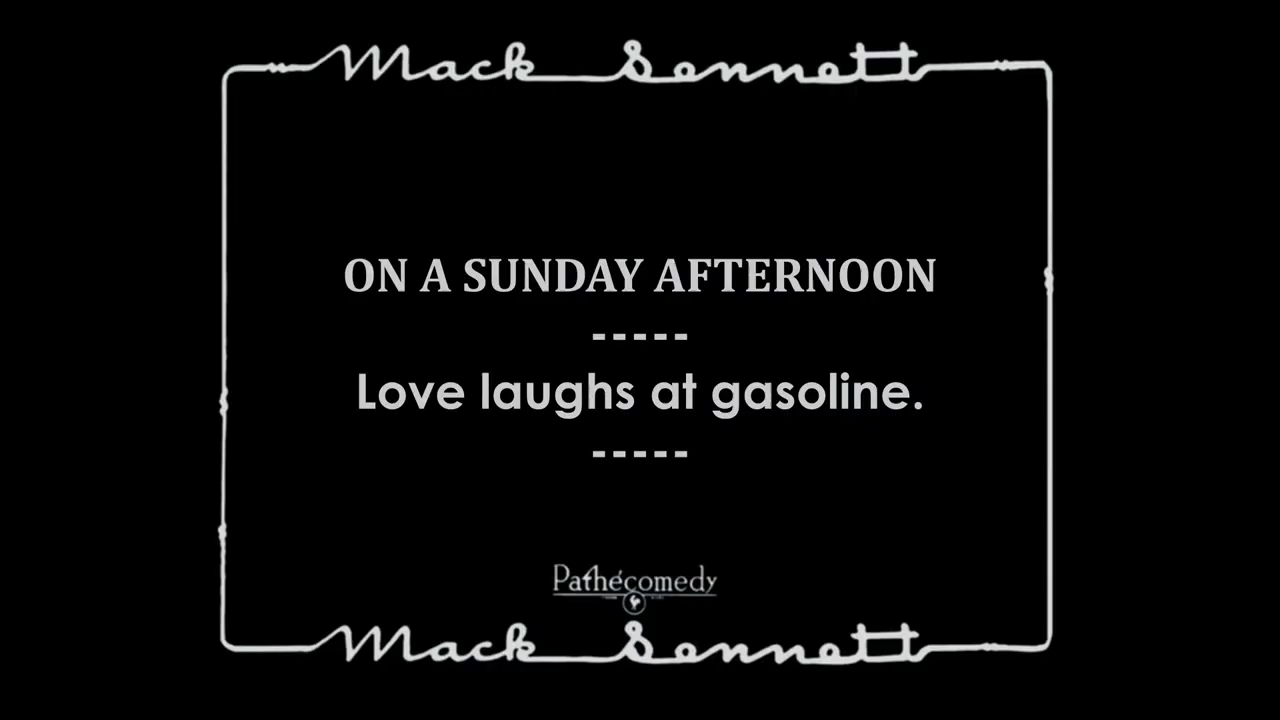 Mack Sennett
ON A SUNDAY AFTERNOON
-----
Love laughs at gasoline.
-----
Pathécomedy
Mack Sennett